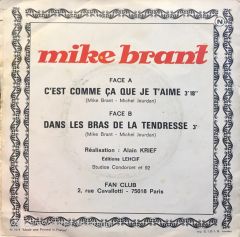 N
mike brant
FACE A
C'EST COMME ÇA QUE JE T'AIME 3'18"
(Mike Brant - Michel Jourdan)
FACE B
DANS LES BRAS DE LA TENDRESSE 3'
(Mike Brant - Michel Jourdan)
Réalisation : Alain KRIEF
Editions LEHCIF
Studios Condorcet et 92
FAN CLUB
2, rue Cavallotti - 75018 Paris